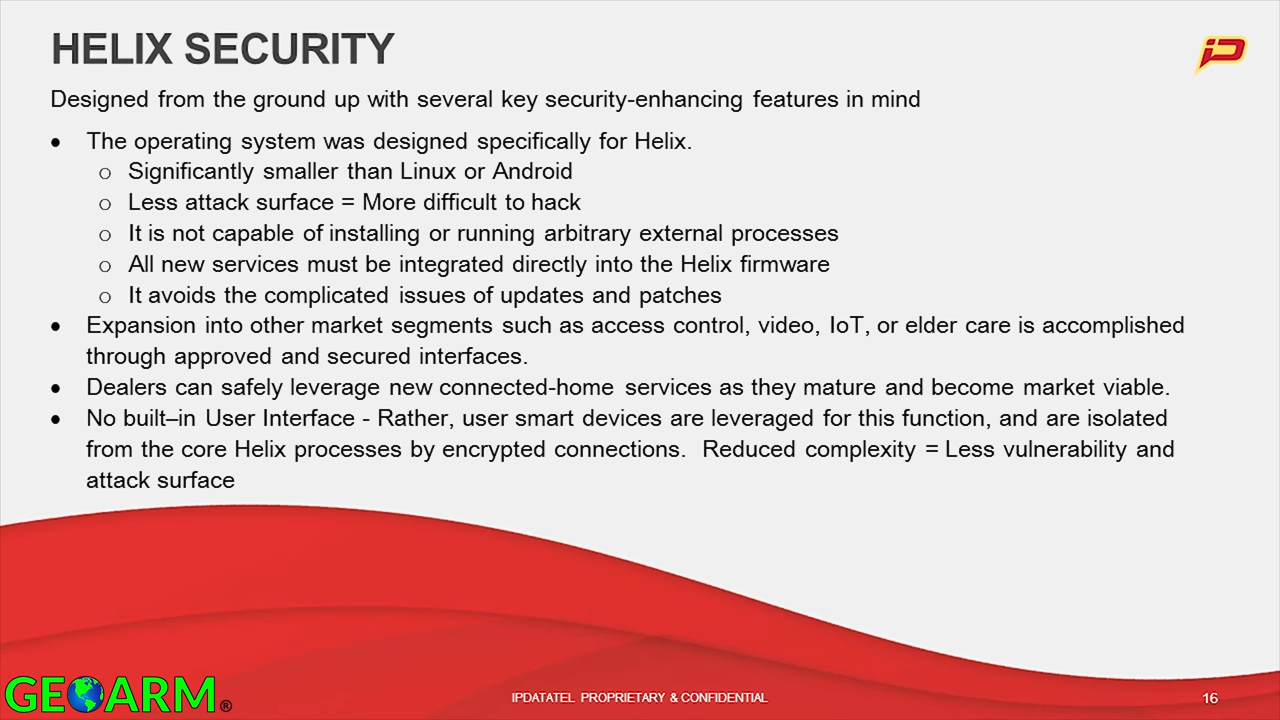 HELIX SECURITY
iD
Designed from the ground up with several key security-enhancing features in mind
• The operating system was designed specifically for Helix.
o Significantly smaller than Linux or Android
o Less attack surface = More difficult to hack
o It is not capable of installing or running arbitrary external processes
o All new services must be integrated directly into the Helix firmware
o It avoids the complicated issues of updates and patches
• Expansion into other market segments such as access control, video, IoT, or elder care is accomplished
through approved and secured interfaces.
• Dealers can safely leverage new connected-home services as they mature and become market viable.
• No built–in User Interface - Rather, user smart devices are leveraged for this function, and are isolated
from the core Helix processes by encrypted connections. Reduced complexity = Less vulnerability and
attack surface
GEOARM®
IPDATATEL PROPRIETARY & CONFIDENTIAL
16